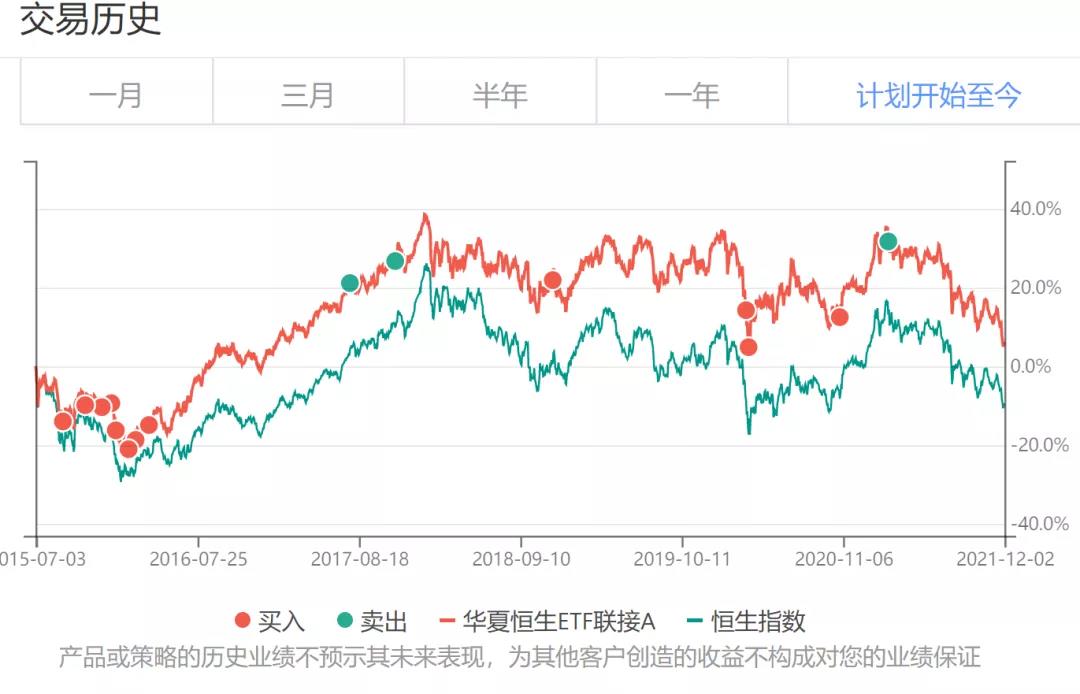 交易历史
一月 三月 半年 一年 计划开始至今
40.0%
20.0%
0.0%
-20.0%
-40.0%
015-07-03 2016-07-25 2017-08-18 2018-09-10 2019-10-11 2020-11-06 2021-12-02
买入 卖出 华夏恒生ETF联接A 恒生指数
产品或策略的历史业绩不预示其未来表现，为其他客户创造的收益不构成对您的业绩保证